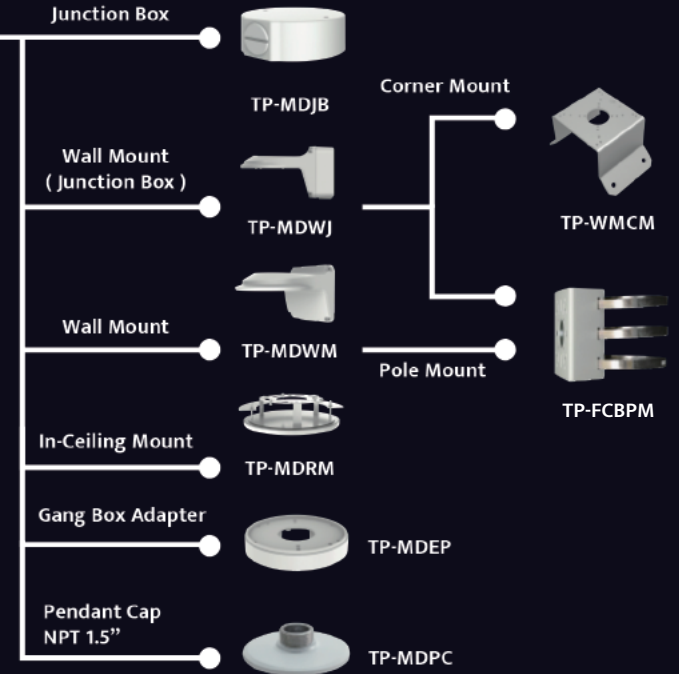 Junction Box
TP-MDJB
Corner Mount
Wall Mount
( Junction Box )
TP-MDWJ
TP-WMCM
Wall Mount
TP-MDWM
Pole Mount
TP-FCBPM
In-Ceiling Mount
TP-MDRM
Gang Box Adapter
TP-MDEP
Pendant Cap
NPT 1.5”
TP-MDPC